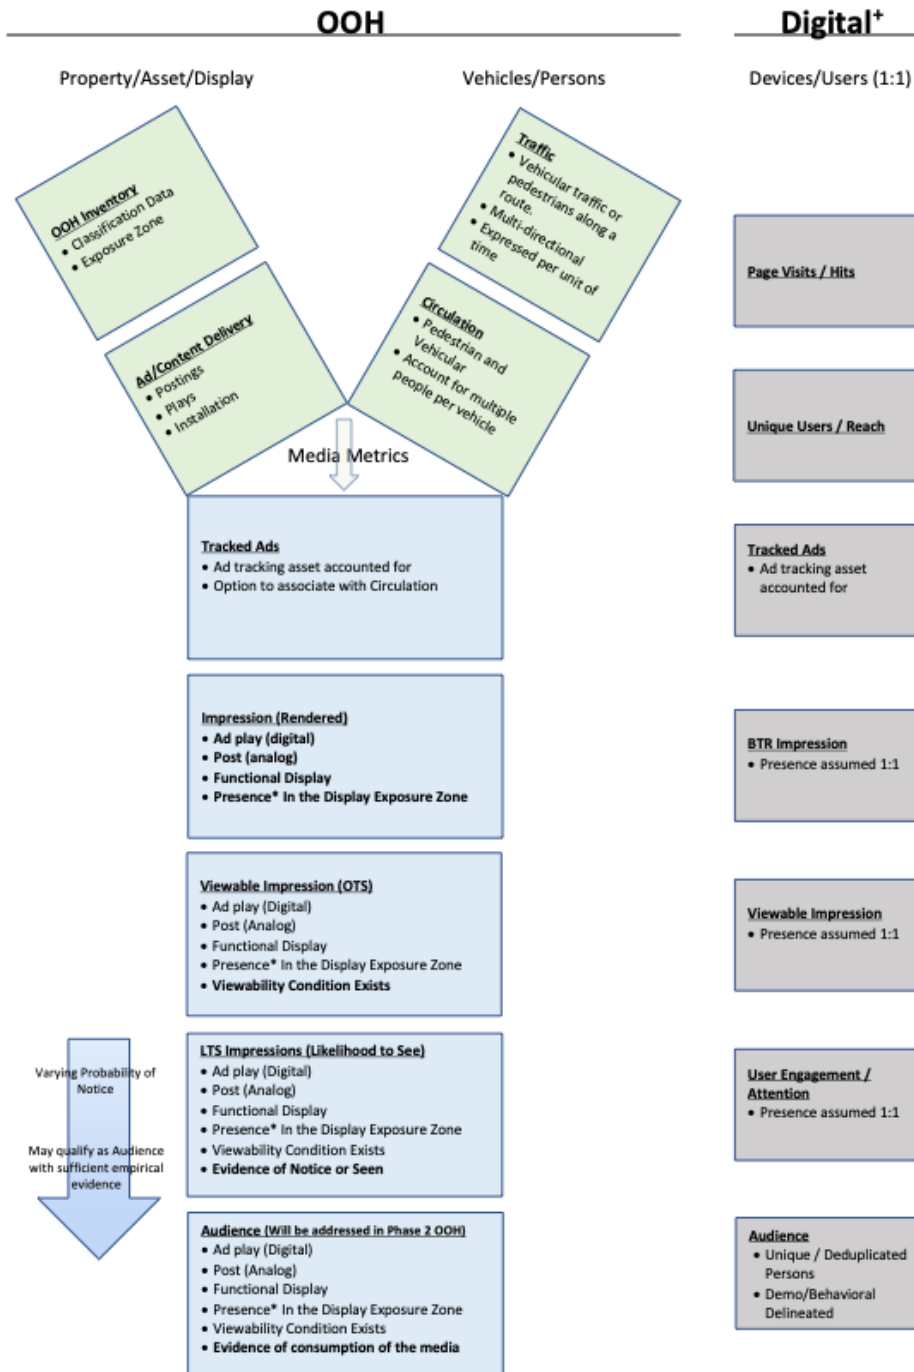 OOH
Digital⁺
Property/Asset/Display
Vehicles/Persons
Devices/Users (1:1)
OOH Inventory
• Classification Data
• Exposure Zone
Ad/Content Delivery
• Postings
• Plays
• Installation
Traffic
• Vehicular traffic or
pedestrians along a
route.
• Multi-directional
• Expressed per unit of
time
Circulation
• Pedestrian and
Vehicular
• Account for multiple
people per vehicle
Media Metrics
Tracked Ads
• Ad tracking asset accounted for
• Option to associate with Circulation
Impression (Rendered)
• Ad play (digital)
• Post (analog)
• Functional Display
• Presence* In the Display Exposure Zone
Viewable Impression (OTS)
• Ad play (Digital)
• Post (Analog)
• Functional Display
• Presence* In the Display Exposure Zone
• Viewability Condition Exists
Varying Probability of
Notice
May qualify as Audience
with sufficient empirical
evidence
LTS Impressions (Likelihood to See)
• Ad play (Digital)
• Post (Analog)
• Functional Display
• Presence* In the Display Exposure Zone
• Viewability Condition Exists
• Evidence of Notice or Seen
Audience (Will be addressed in Phase 2 OOH)
• Ad play (Digital)
• Post (Analog)
• Functional Display
• Presence* In the Display Exposure Zone
• Viewability Condition Exists
• Evidence of consumption of the media
Page Visits / Hits
Unique Users / Reach
Tracked Ads
• Ad tracking asset
accounted for
BTR Impression
• Presence assumed 1:1
Viewable Impression
• Presence assumed 1:1
User Engagement /
Attention
• Presence assumed 1:1
Audience
• Unique / Deduplicated
Persons
• Demo/Behavioral
Delineated